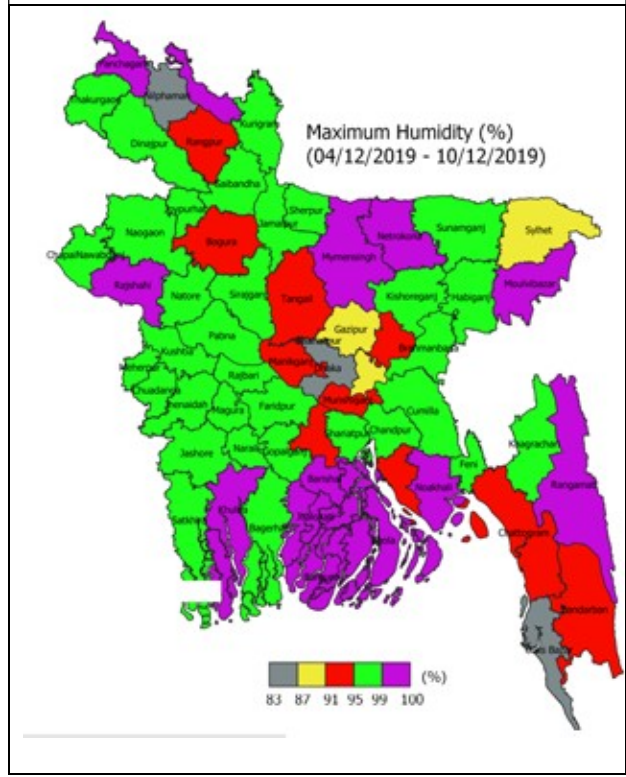 Maximum Humidity (%)
(04/12/2019 - 10/12/2019)
Panchagarh
Thakurgaon
Nilphamari
Dinajpur
Rangpur
Kurigram
Gaibandha
Joypurhat
Naogaon
Bogura
Jamalpur
Sherpur
Mymensingh
Netrokona
Sunamganj
Sylhet
ChapaiNawabganj
Rajshahi
Natore
Sirajganj
Tangail
Kishoreganj
Habiganj
Moulvibazar
Gazipur
Pabna
Kushtia
Manikganj
Dhaka
Brahmanbaria
Meherpur
Chuadanga
Rajbari
Munshiganj
Jhenaidah
Magura
Faridpur
Cumilla
Shariatpur
Chandpur
Jashore
Narail
Gopalganj
Khagrachari
Feni
Barishal
Noakhali
Rangamati
Satkhira
Khulna
Bagerhat
Bhola
Chattogram
Bandarban
Cox's Bazar
(%)
83 87 91 95 99 100